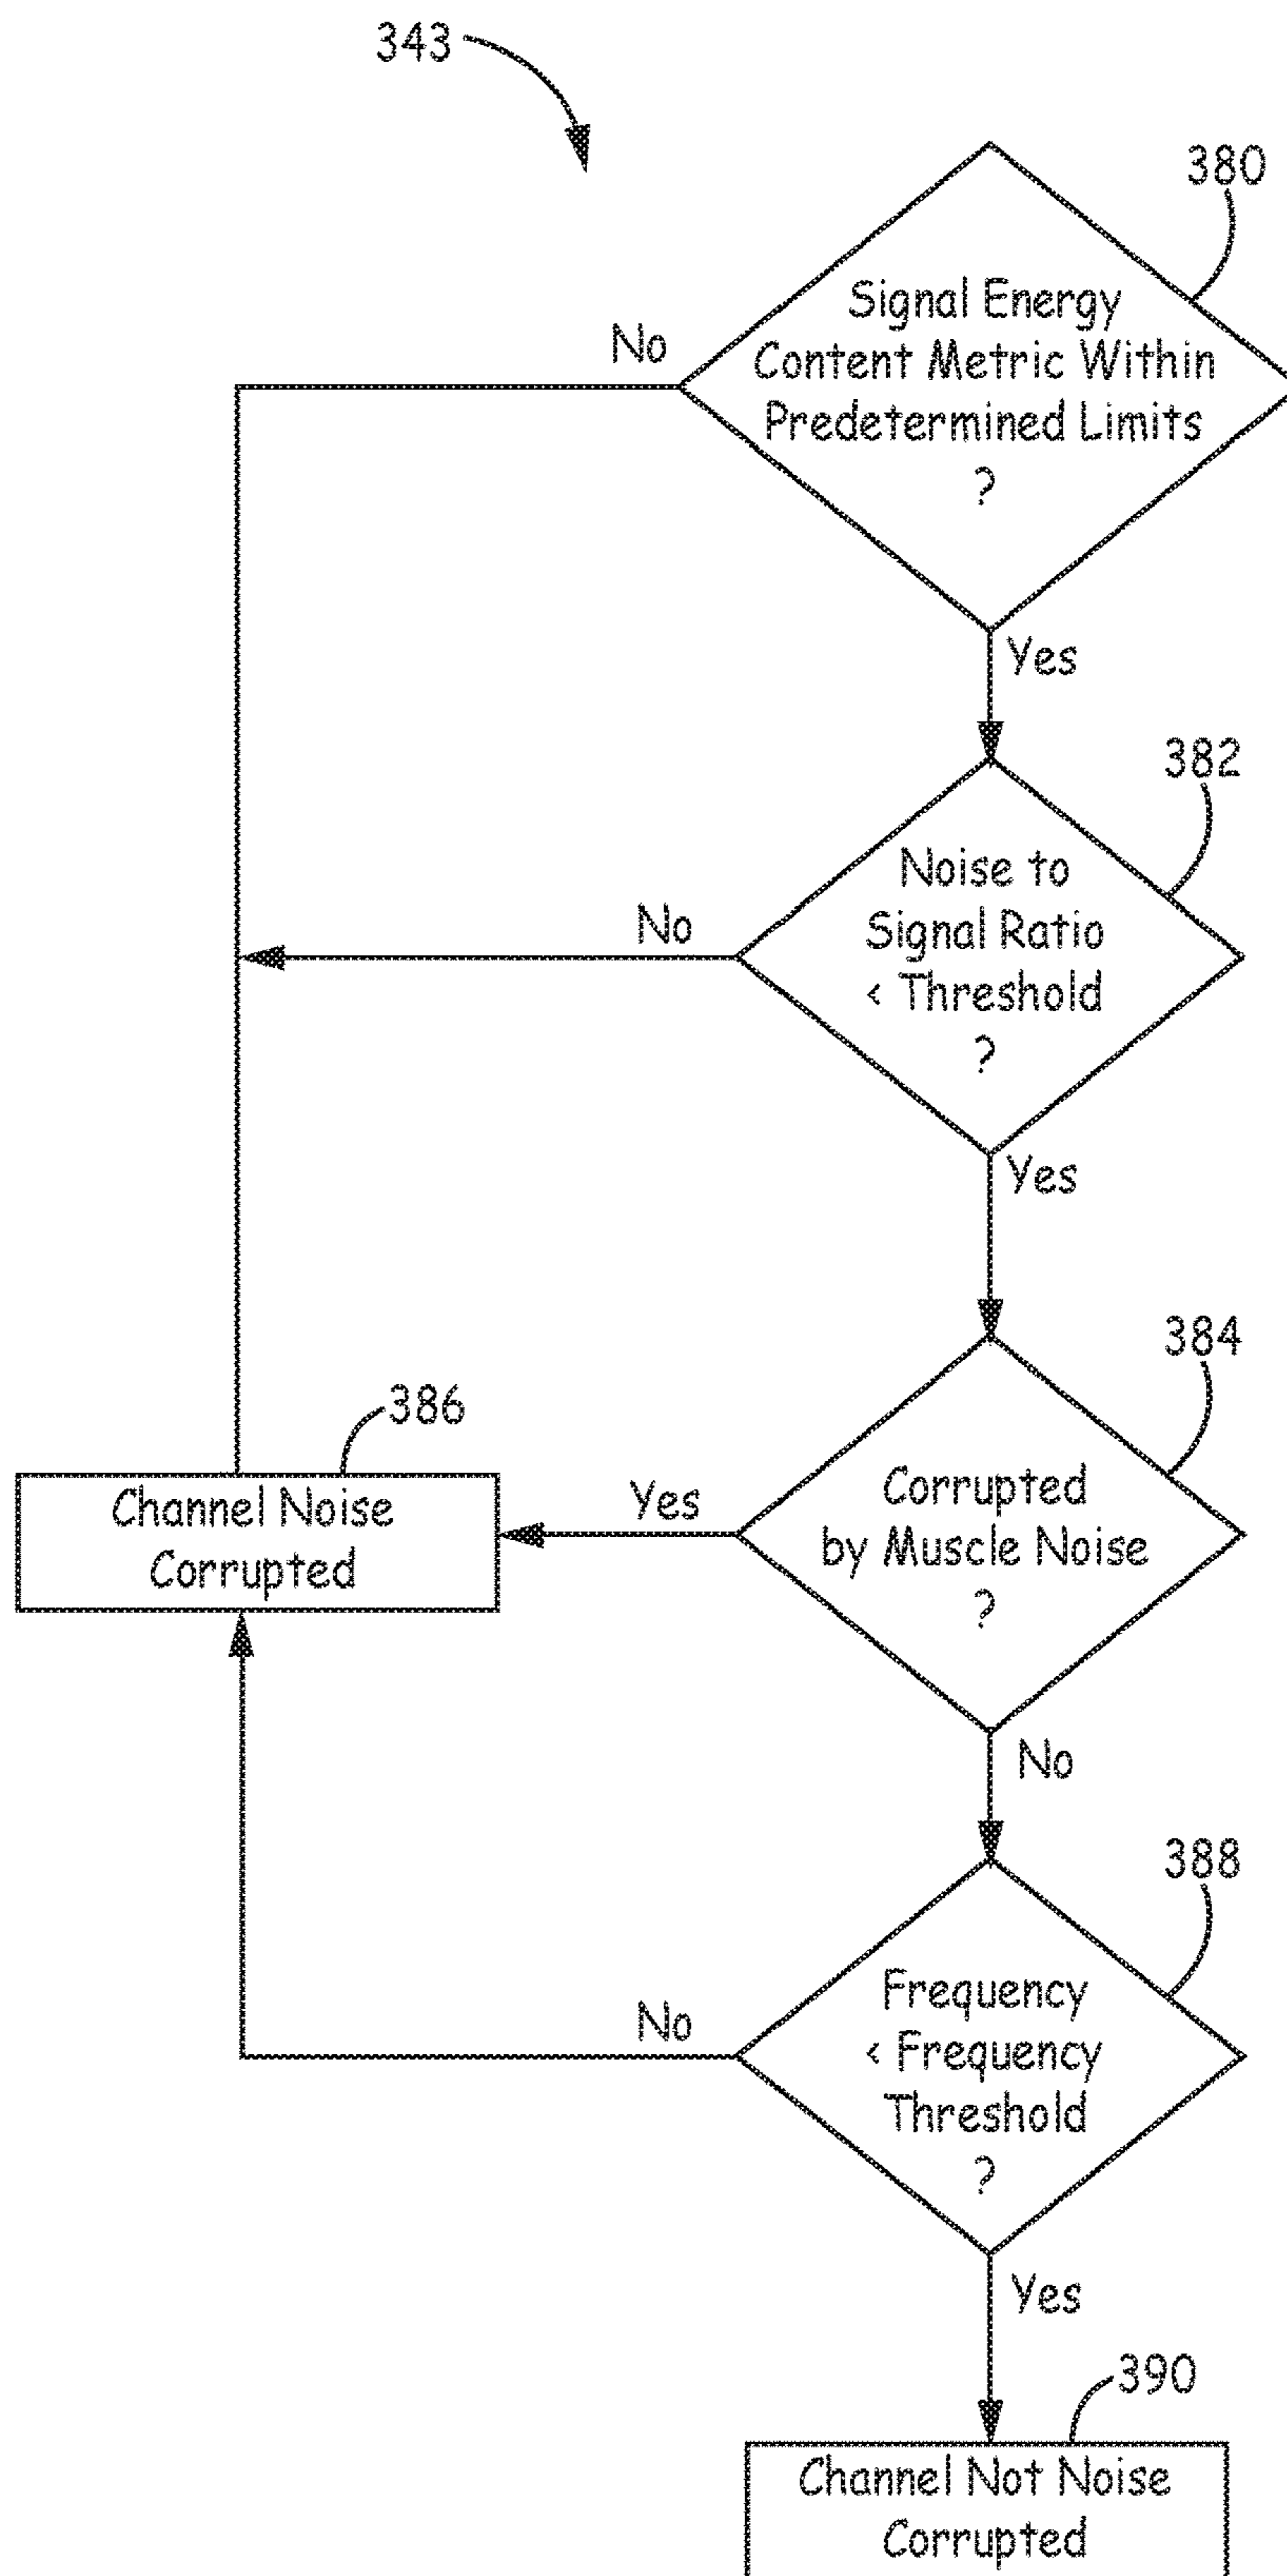 343
380
Signal Energy
Content Metric Within
Predetermined Limits
?
No
Yes
382
Noise to
Signal Ratio
< Threshold
?
No
Yes
384
386
Channel Noise
Corrupted
Yes
Corrupted
by Muscle Noise
?
No
388
Frequency
< Frequency
Threshold
?
No
Yes
390
Channel Not Noise
Corrupted